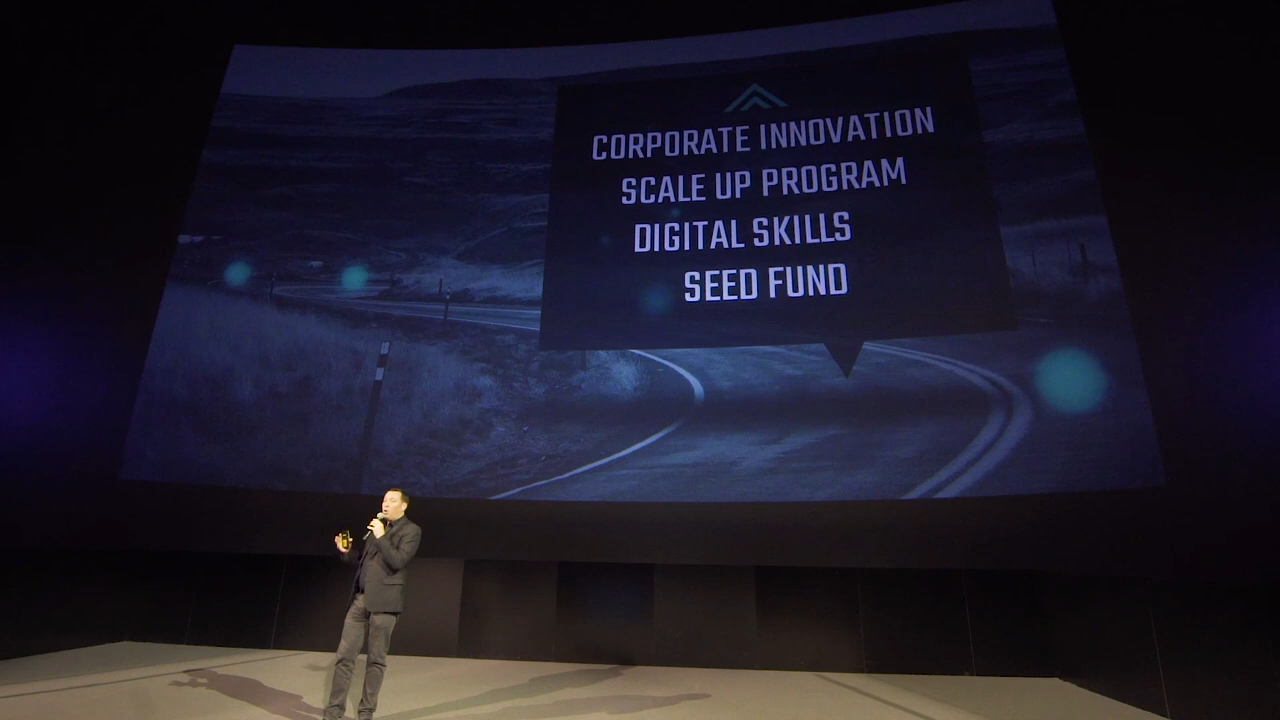 CORPORATE INNOVATION
SCALE UP PROGRAM
DIGITAL SKILLS
SEED FUND